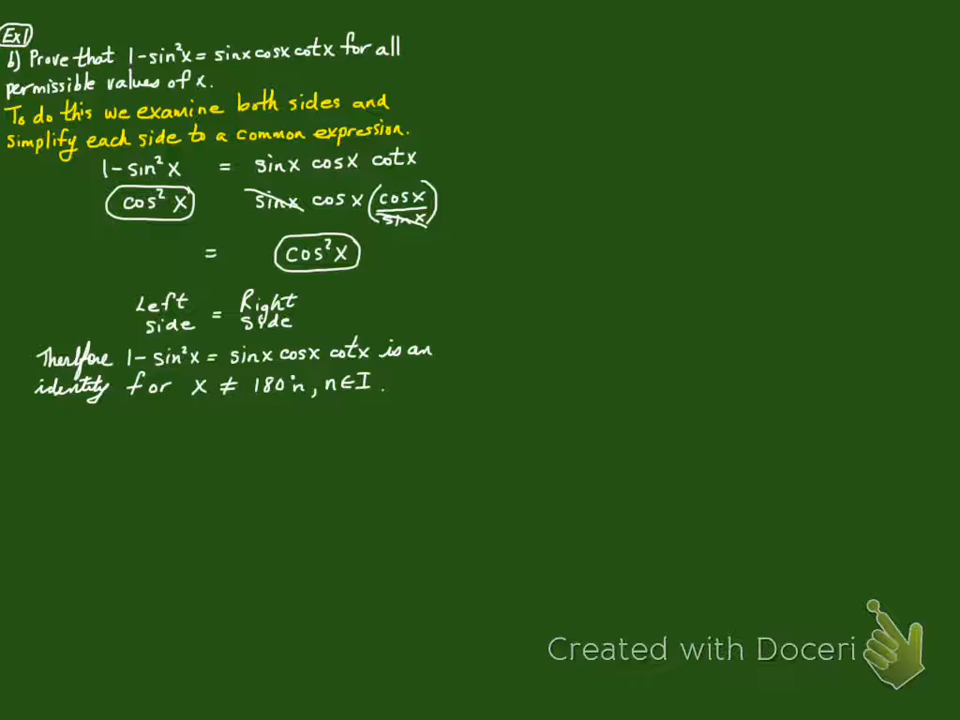 Ex1
b) Prove that 1-sin²x = sinx cosx cotx for all
permissible values of x.
To do this we examine both sides and
simplify each side to a common expression.
1-sin²x = sinx cosx cotx
cos²x sinx cosx (cosx/sinx)
= cos²x
Left side = Right side
Therefore 1-sin²x = sinx cosx cotx is an
identity for x ≠ 180°n, n∈I.
Created with Doceri